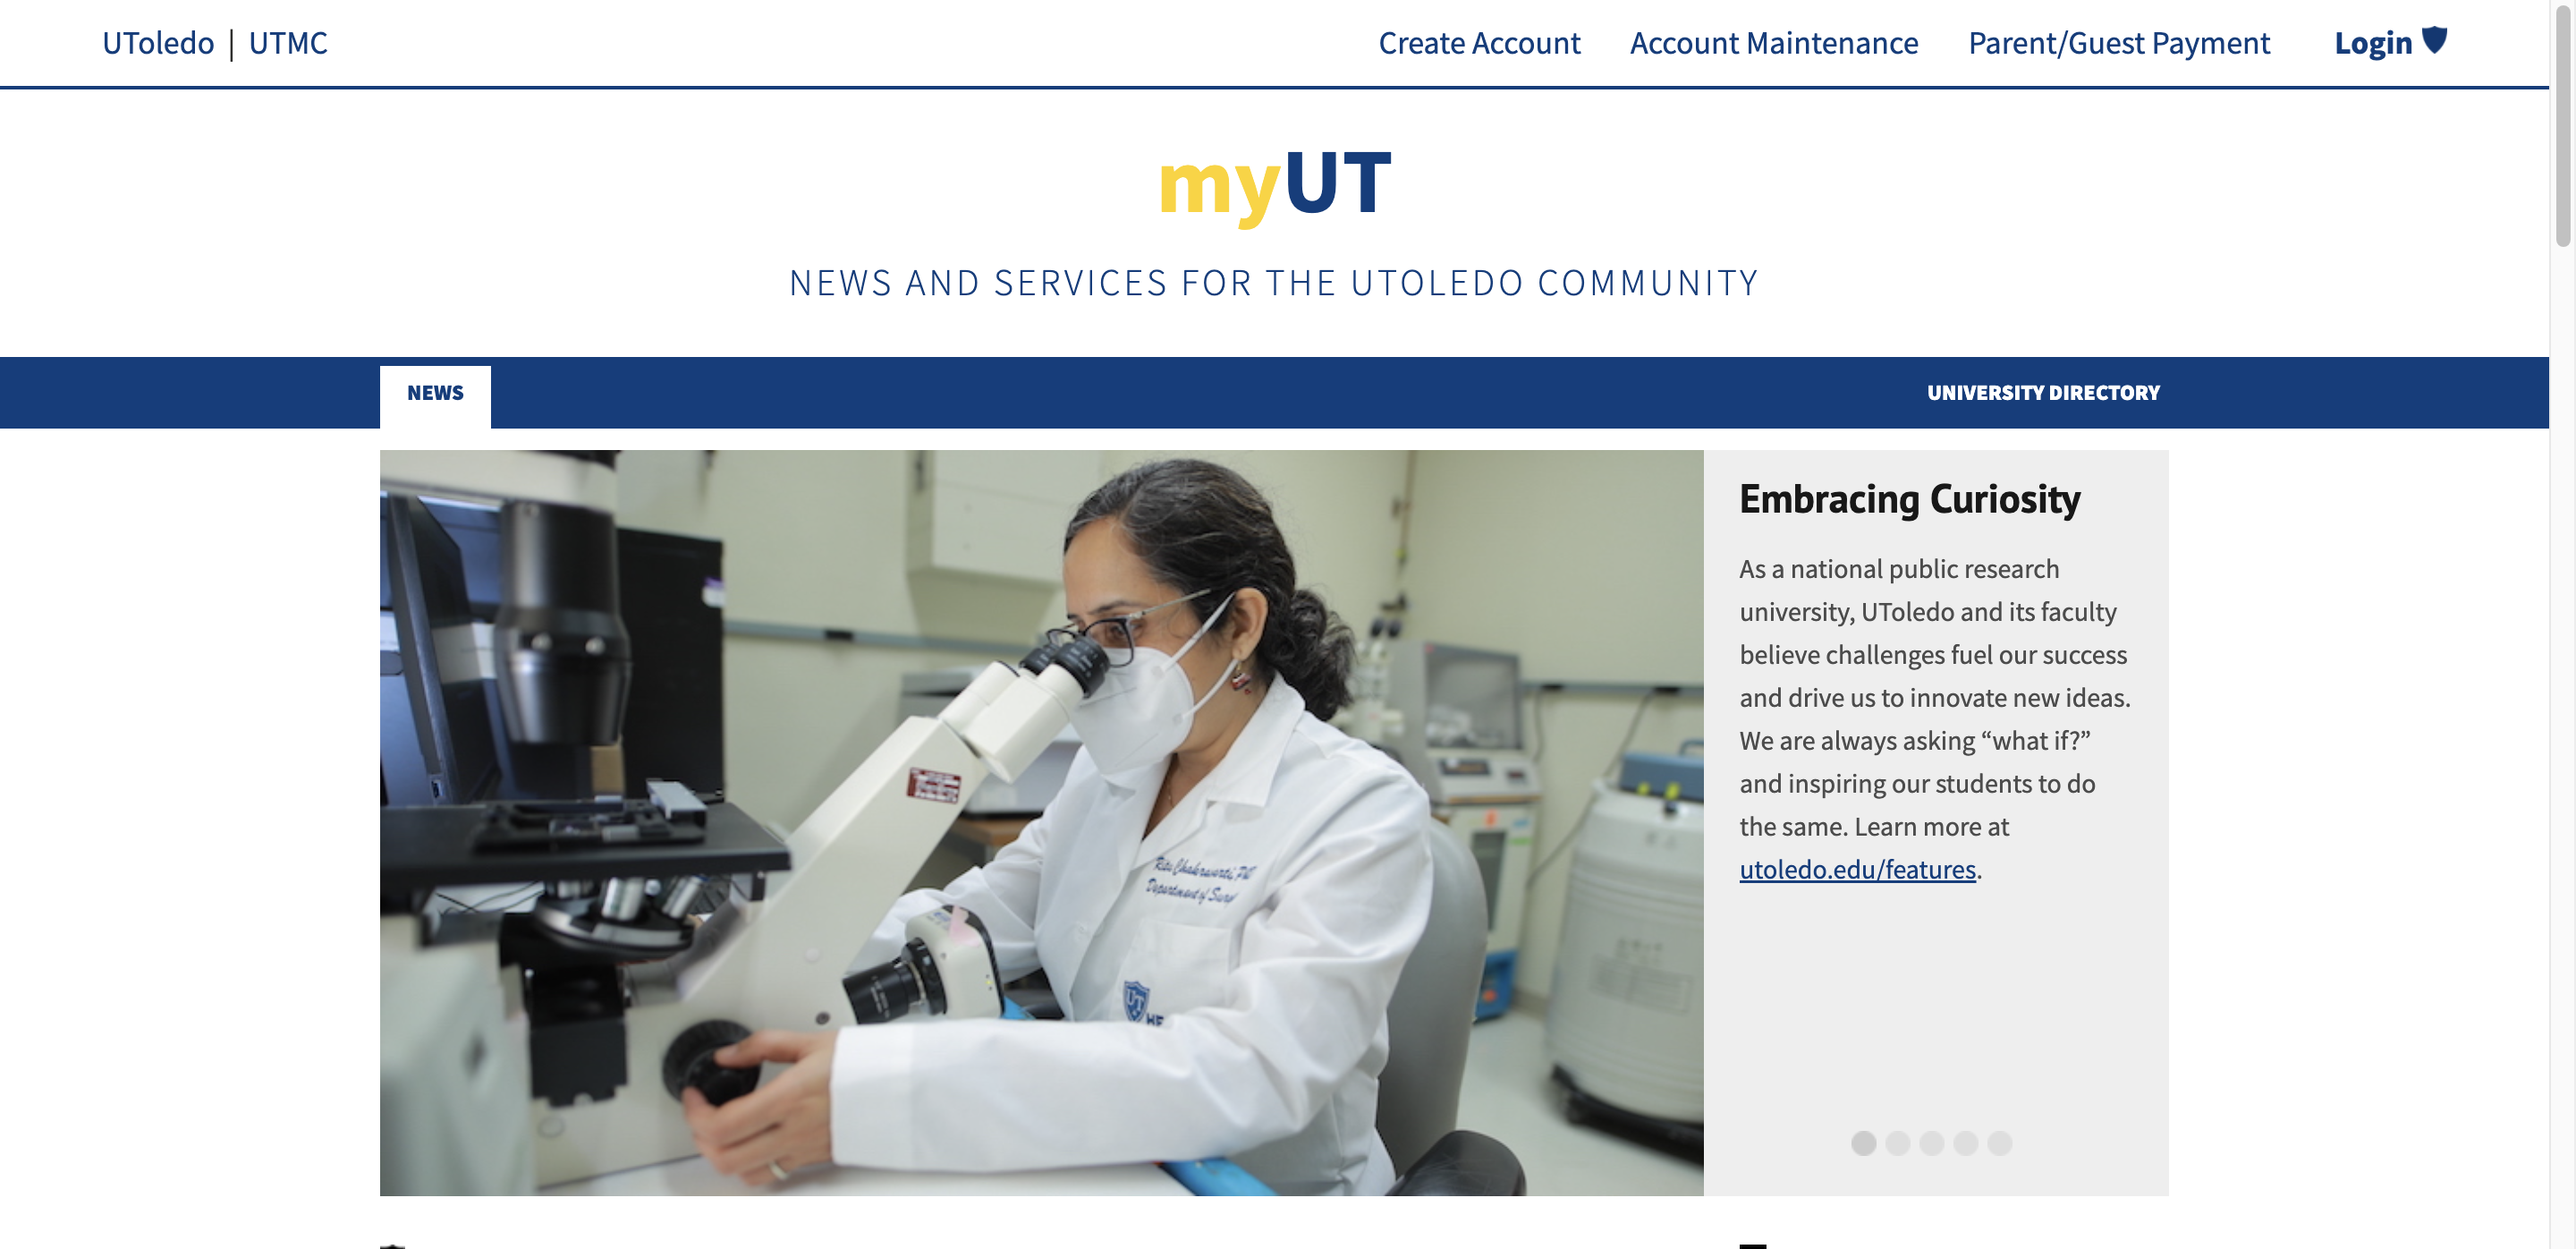 UToledo | UTMC
Create Account Account Maintenance Parent/Guest Payment Login
myUT
NEWS AND SERVICES FOR THE UTOLEDO COMMUNITY
NEWS
UNIVERSITY DIRECTORY
Embracing Curiosity
As a national public research
university, UToledo and its faculty
believe challenges fuel our success
and drive us to innovate new ideas.
We are always asking “what if?”
and inspiring our students to do
the same. Learn more at
utoledo.edu/features.
Department of
UT